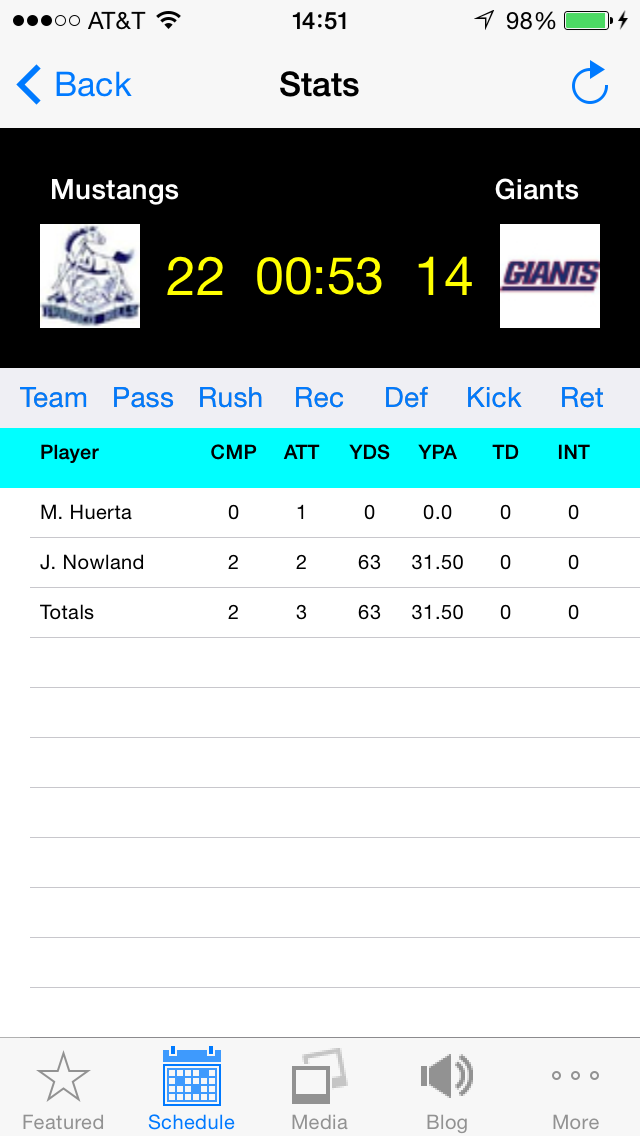 AT&T 14:51 98%
Back Stats
Mustangs Giants
22 00:53 14 GIANTS
Team Pass Rush Rec Def Kick Ret
Player CMP ATT YDS YPA TD INT
M. Huerta 0 1 0 0.0 0 0
J. Nowland 2 2 63 31.50 0 0
Totals 2 3 63 31.50 0 0
Featured Schedule Media Blog More